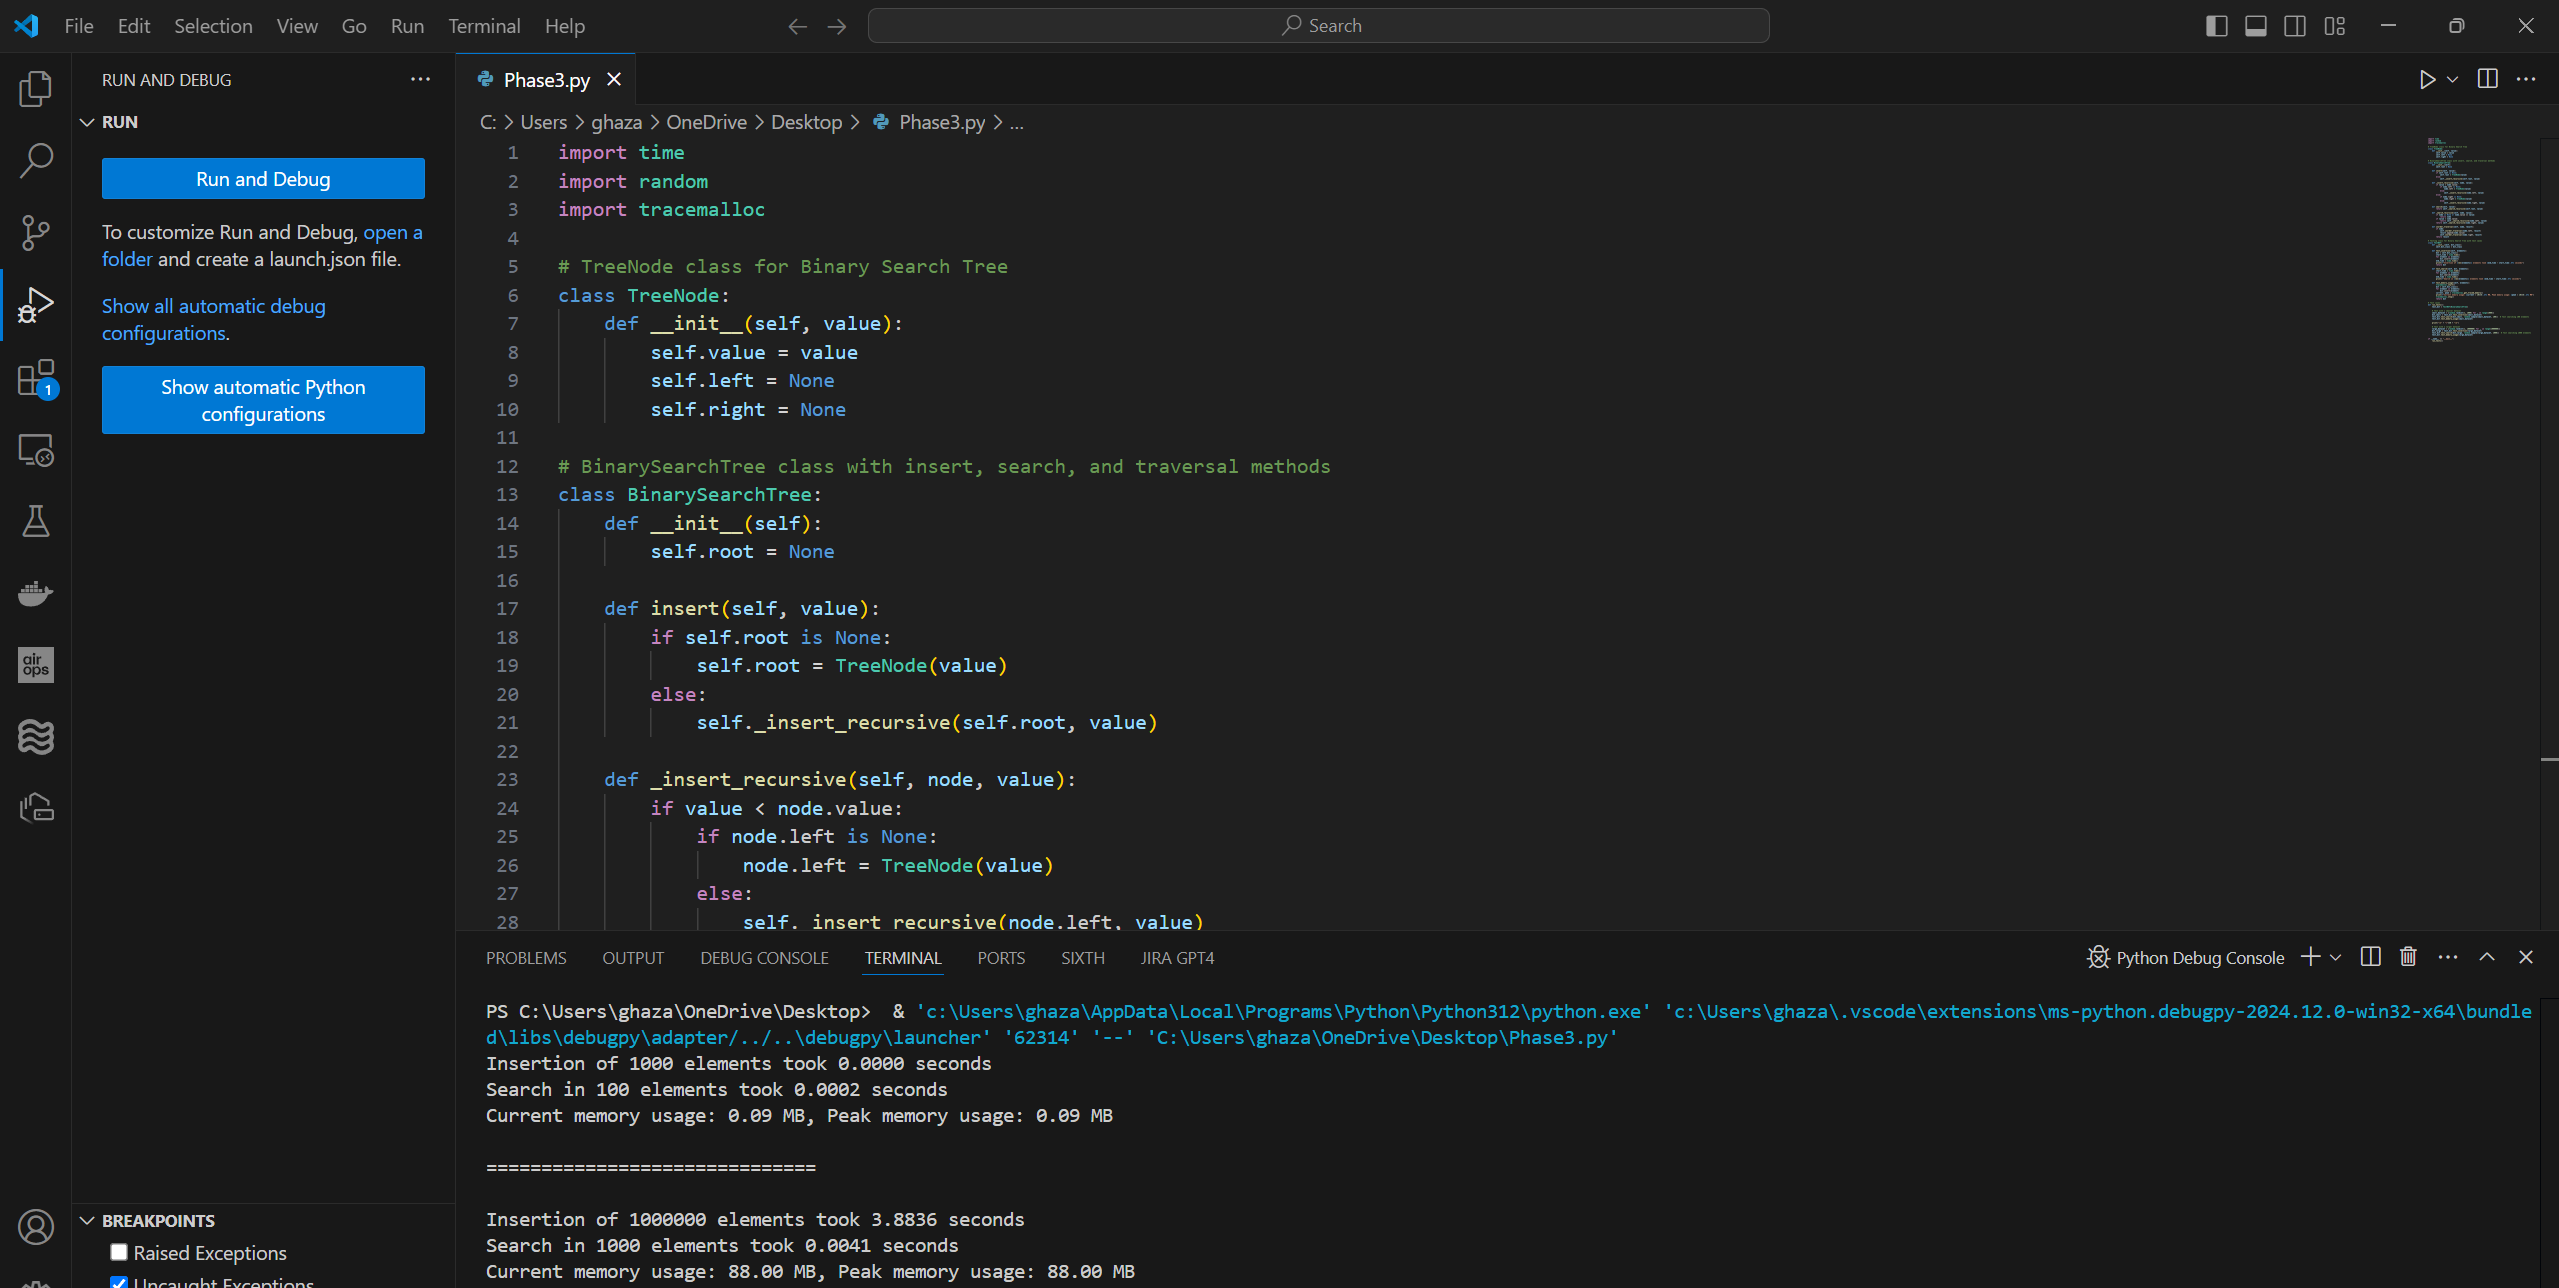 File Edit Selection View Go Run Terminal Help
Search
RUN AND DEBUG
RUN
Run and Debug
To customize Run and Debug, open a
folder and create a launch.json file.
Show all automatic debug
configurations.
Show automatic Python
configurations
1
air
ops
BREAKPOINTS
Raised Exceptions
Uncaught Exceptions
Phase3.py
C: > Users > ghaza > OneDrive > Desktop > Phase3.py > ...
1 import time
2 import random
3 import tracemalloc
4
5 # TreeNode class for Binary Search Tree
6 class TreeNode:
7     def __init__(self, value):
8         self.value = value
9         self.left = None
10         self.right = None
11
12 # BinarySearchTree class with insert, search, and traversal methods
13 class BinarySearchTree:
14     def __init__(self):
15         self.root = None
16
17     def insert(self, value):
18         if self.root is None:
19             self.root = TreeNode(value)
20         else:
21             self._insert_recursive(self.root, value)
22
23     def _insert_recursive(self, node, value):
24         if value < node.value:
25             if node.left is None:
26                 node.left = TreeNode(value)
27             else:
28                 self._insert_recursive(node.left, value)
PROBLEMS OUTPUT DEBUG CONSOLE TERMINAL PORTS SIXTH JIRA GPT4
Python Debug Console
PS C:\Users\ghaza\OneDrive\Desktop>  & 'c:\Users\ghaza\AppData\Local\Programs\Python\Python312\python.exe' 'c:\Users\ghaza\.vscode\extensions\ms-python.debugpy-2024.12.0-win32-x64\bundle
d\libs\debugpy\adapter/../..\debugpy\launcher' '62314' '--' 'C:\Users\ghaza\OneDrive\Desktop\Phase3.py'
Insertion of 1000 elements took 0.0000 seconds
Search in 100 elements took 0.0002 seconds
Current memory usage: 0.09 MB, Peak memory usage: 0.09 MB
==============================
Insertion of 1000000 elements took 3.8836 seconds
Search in 1000 elements took 0.0041 seconds
Current memory usage: 88.00 MB, Peak memory usage: 88.00 MB